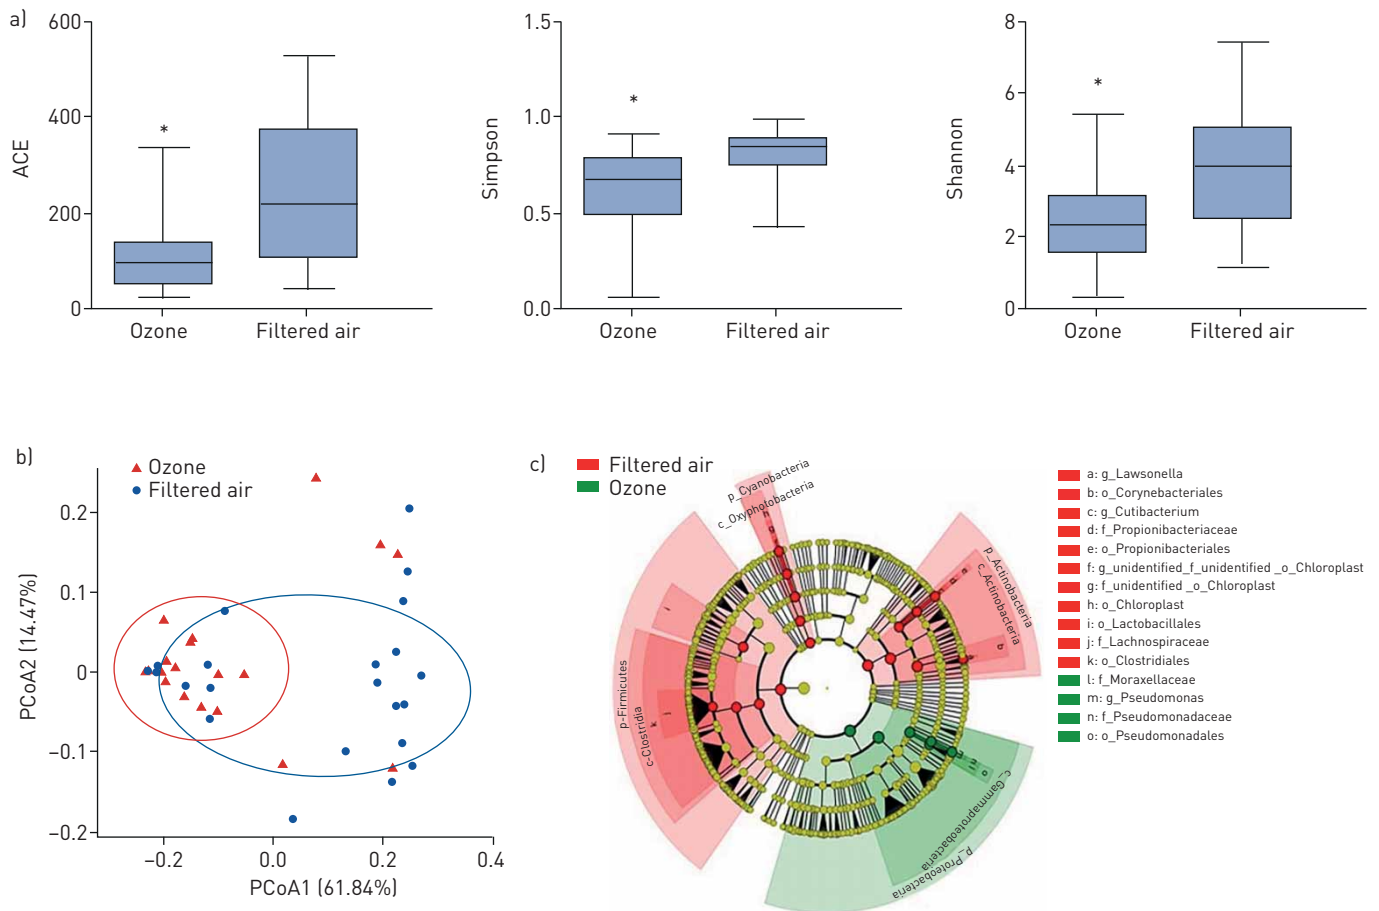 a)
600
400
200
0
ACE
*
Ozone
Filtered air
1.5
1.0
0.5
0.0
Simpson
*
Ozone
Filtered air
8
6
4
2
0
Shannon
*
Ozone
Filtered air
b)
Ozone
Filtered air
0.2
0.1
0
−0.1
−0.2
PCoA2 (14.47%)
−0.2
0.0
0.2
0.4
PCoA1 (61.84%)
c)
Filtered air
Ozone
p_Cyanobacteria
c_Oxyphotobacteria
p_Actinobacteria
c_Actinobacteria
b
p-Firmicutes
c-Clostridia
k
j
i
c_Gammaproteobacteria
p_Proteobacteria
a: g_Lawsonella
b: o_Corynebacteriales
c: g_Cutibacterium
d: f_Propionibacteriaceae
e: o_Propionibacteriales
f: g_unidentified_f_unidentified _o_Chloroplast
g: f_unidentified _o_Chloroplast
h: o_Chloroplast
i: o_Lactobacillales
j: f_Lachnospiraceae
k: o_Clostridiales
l: f_Moraxellaceae
m: g_Pseudomonas
n: f_Pseudomonadaceae
o: o_Pseudomonadales